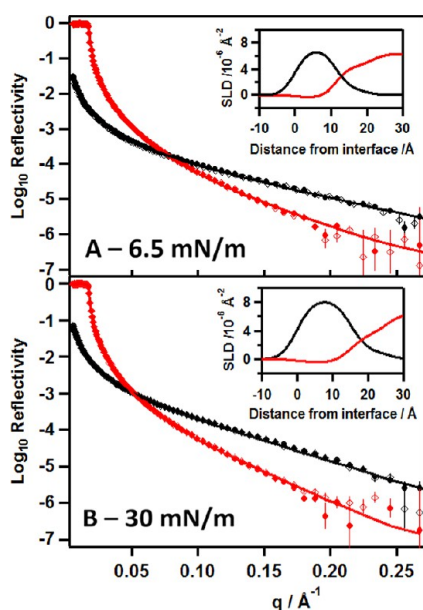 Log10 Reflectivity
0
-1
-2
-3
-4
-5
-6
-7
SLD /10-6 Å-2
8
4
0
-10 0 10 20 30
Distance from interface /Å
A – 6.5 mN/m
Log10 Reflectivity
0
-1
-2
-3
-4
-5
-6
-7
SLD /10-6 Å-2
8
4
0
-10 0 10 20 30
Distance from interface / Å
B – 30 mN/m
0.05 0.10 0.15 0.20 0.25
q / Å-1